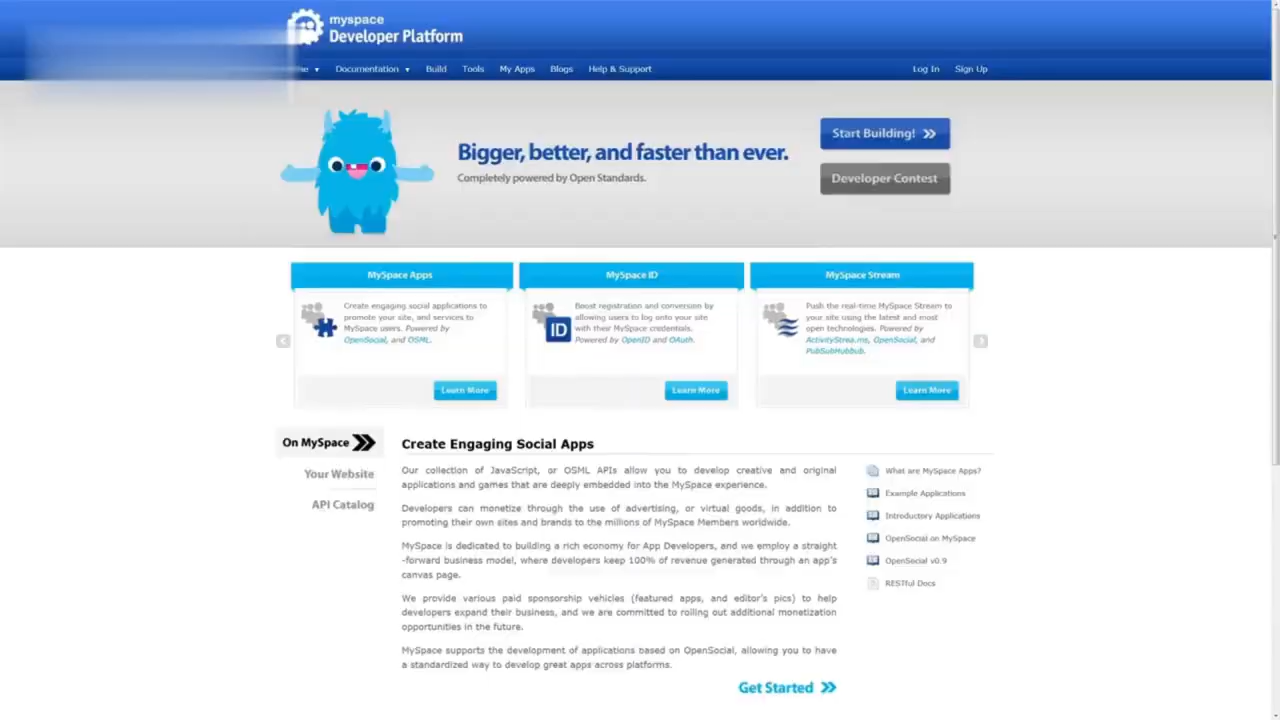 myspace
Developer Platform
Documentation
Build
Tools
My Apps
Blogs
Help & Support
Log In
Sign Up
Bigger, better, and faster than ever.
Completely powered by Open Standards.
Start Building!
Developer Contest
MySpace Apps
Create engaging social applications to
promote your site, and services to
MySpace users. Powered by
OpenSocial, and OSML.
Learn More
MySpace ID
Boost registration and conversion by
allowing users to log onto your site
with their MySpace credentials.
Powered by OpenID and OAuth.
ID
Learn More
MySpace Stream
Push the real-time MySpace Stream to
your site using the latest and most
open technologies. Powered by
ActivityStrea.ms, OpenSocial, and
PubSubHubbub.
Learn More
On MySpace
Your Website
API Catalog
Create Engaging Social Apps
Our collection of JavaScript, or OSML APIs allow you to develop creative and original
applications and games that are deeply embedded into the MySpace experience.
Developers can monetize through the use of advertising, or virtual goods, in addition to
promoting their own sites and brands to the millions of MySpace Members worldwide.
MySpace is dedicated to building a rich economy for App Developers, and we employ a straight
-forward business model, where developers keep 100% of revenue generated through an app's
canvas page.
We provide various paid sponsorship vehicles (featured apps, and editor's pics) to help
developers expand their business, and we are committed to rolling out additional monetization
opportunities in the future.
MySpace supports the development of applications based on OpenSocial, allowing you to have
a standardized way to develop great apps across platforms.
Get Started
What are MySpace Apps?
Example Applications
Introductory Applications
OpenSocial on MySpace
OpenSocial v0.9
RESTful Docs